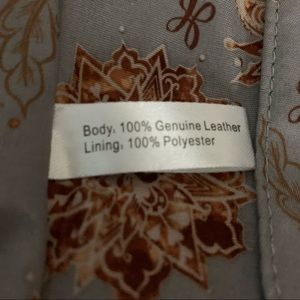 Body, 100% Genuine Leather
Lining, 100% Polyester